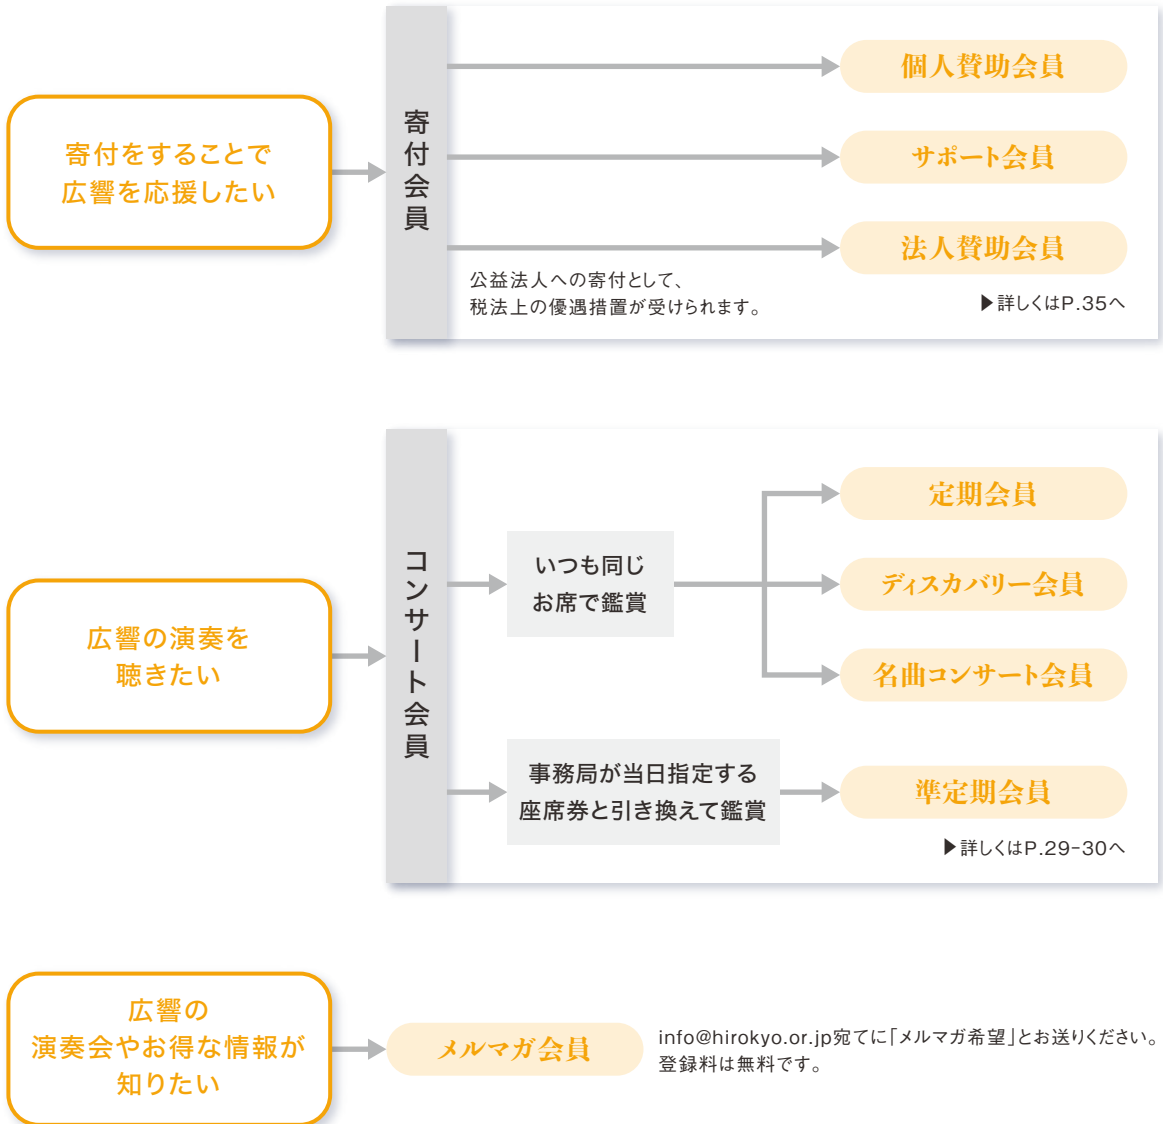 寄付をすることで
広響を応援したい
寄付会員
個人賛助会員
サポート会員
法人賛助会員
公益法人への寄付として、
税法上の優遇措置が受けられます。
▶詳しくはP.35へ
広響の演奏を
聴きたい
コンサート会員
いつも同じ
お席で鑑賞
定期会員
ディスカバリー会員
名曲コンサート会員
事務局が当日指定する
座席券と引き換えて鑑賞
準定期会員
▶詳しくはP.29-30へ
広響の
演奏会やお得な情報が
知りたい
メルマガ会員
info@hirokyo.or.jp宛てに「メルマガ希望」とお送りください。
登録料は無料です。